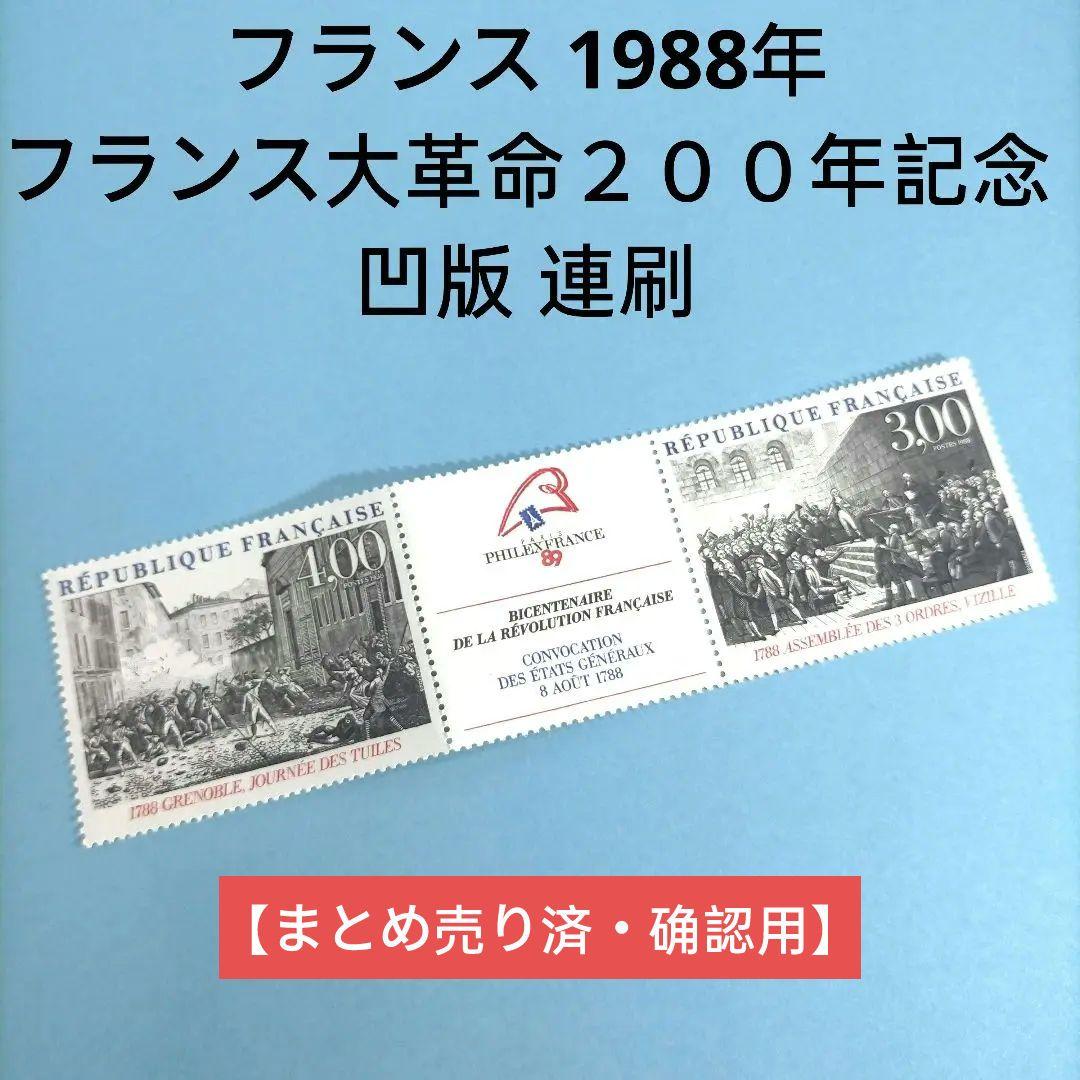 フランス 1988年
フランス大革命２００年記念
凹版 連刷
RÉPUBLIQUE FRANÇAISE
4,00
POSTES 1988
1788 GRENOBLE, JOURNÉE DES TUILES
PARIS
PHILEXFRANCE
89
BICENTENAIRE
DE LA RÉVOLUTION FRANÇAISE
CONVOCATION
DES ÉTATS GÉNÉRAUX
8 AOÛT 1788
RÉPUBLIQUE FRANÇAISE
3,00
POSTES 1988
1788 ASSEMBLÉE DES 3 ORDRES, VIZILLE
【まとめ売り済・确認用】